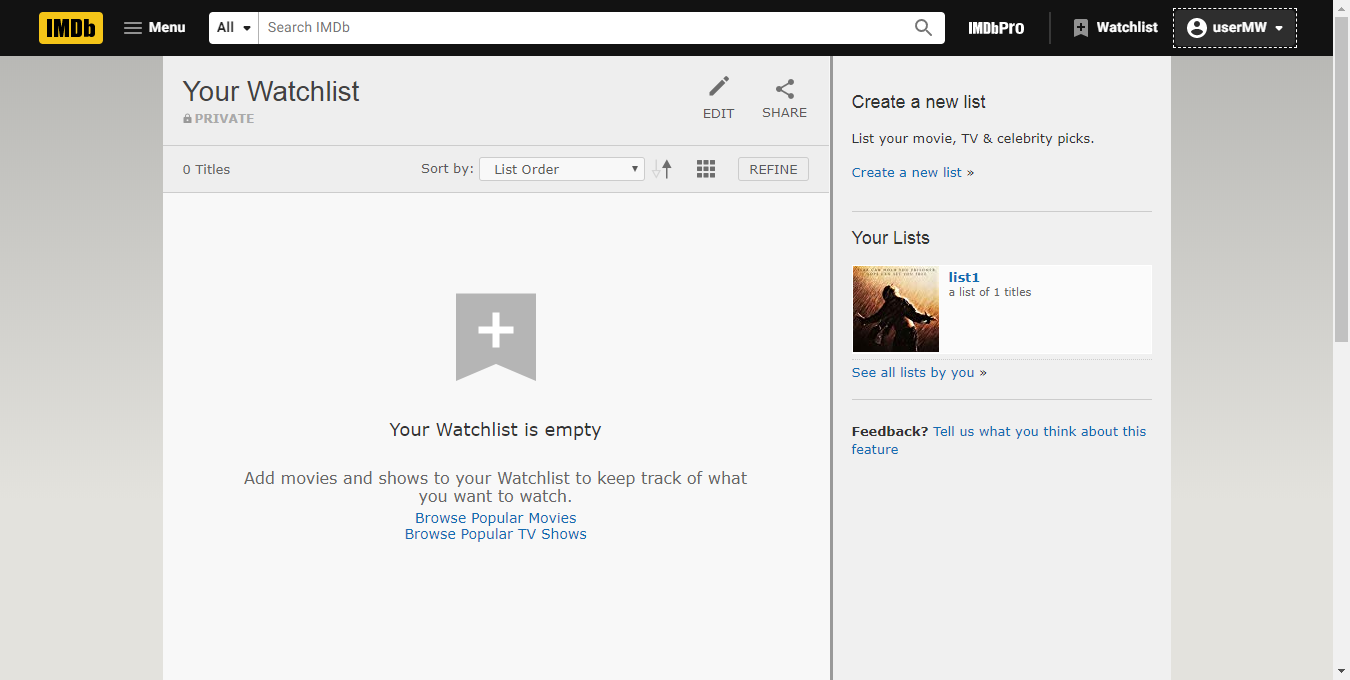 IMDb
Menu
All
Search IMDb
IMDbPro
Watchlist
userMW
Your Watchlist
PRIVATE
EDIT
SHARE
0 Titles
Sort by:
List Order
REFINE
Your Watchlist is empty
Add movies and shows to your Watchlist to keep track of what
you want to watch.
Browse Popular Movies
Browse Popular TV Shows
Create a new list
List your movie, TV & celebrity picks.
Create a new list »
Your Lists
list1
a list of 1 titles
See all lists by you »
Feedback? Tell us what you think about this
feature